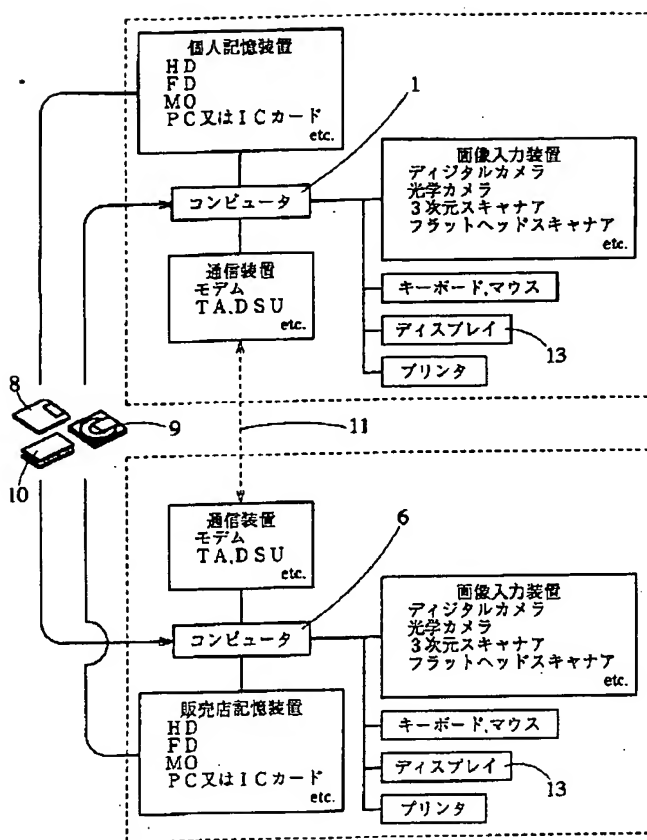 個人記憶装置
HD
FD
MO
PC又はICカード
etc.
1
画像入力装置
ディジタルカメラ
光学カメラ
3次元スキャナア
フラットヘッドスキャナア
etc.
コンピュータ
通信装置
モデム
TA,DSU
etc.
キーボード,マウス
ディスプレイ
13
プリンタ
8
9
10
11
通信装置
モデム
TA,DSU
etc.
6
画像入力装置
ディジタルカメラ
光学カメラ
3次元スキャナア
フラットヘッドスキャナア
etc.
コンピュータ
販売店記憶装置
HD
FD
MO
PC又はICカード
etc.
キーボード,マウス
ディスプレイ
13
プリンタ